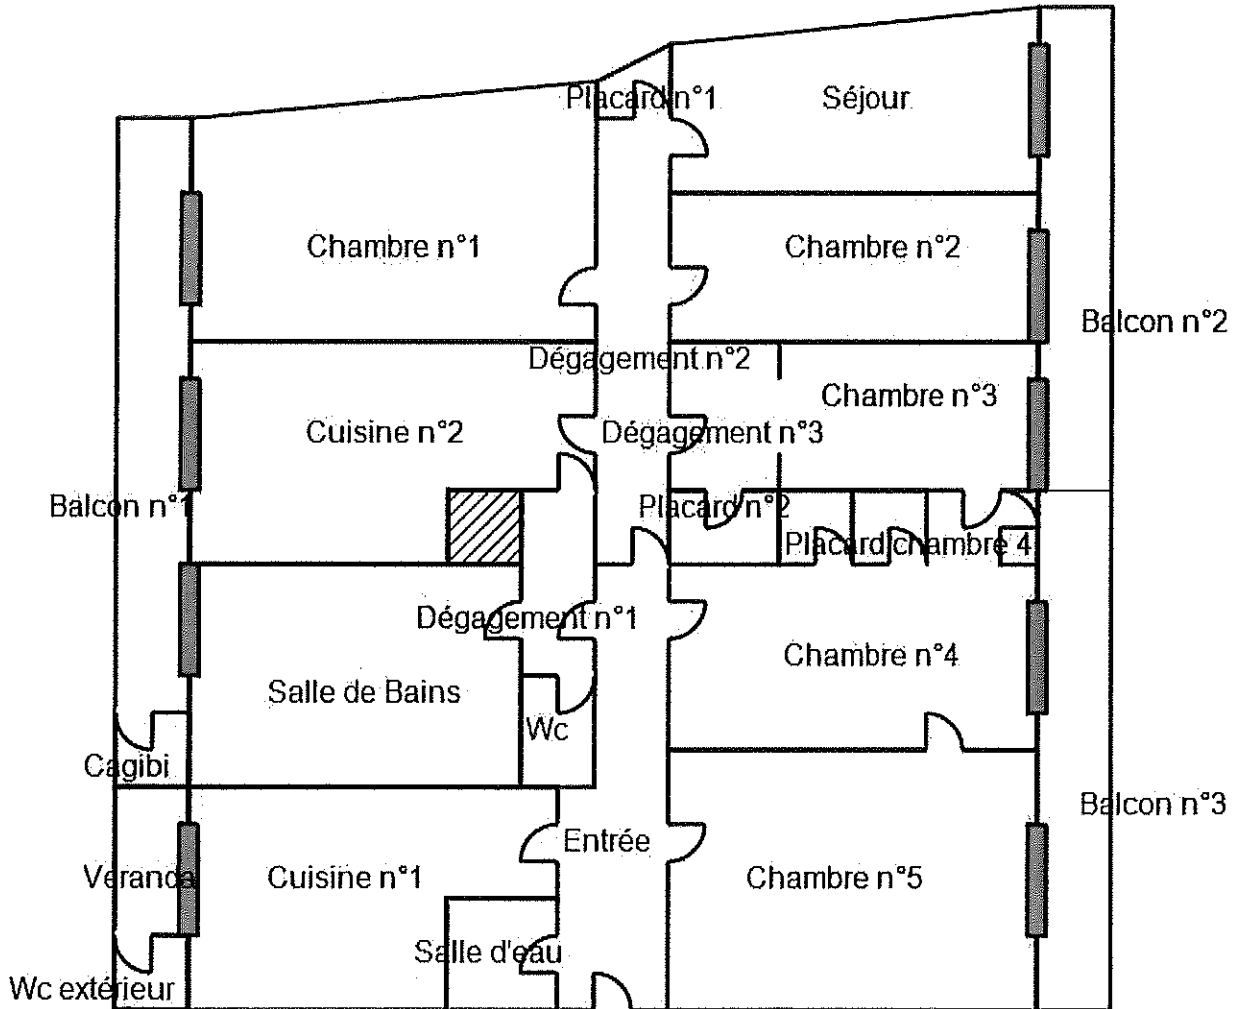 Placard n°1
Séjour
Chambre n°1
Chambre n°2
Balcon n°2
Dégagement n°2
Chambre n°3
Cuisine n°2
Dégagement n°3
Balcon n°1
Placard n°2
Placard chambre 4
Dégagement n°1
Chambre n°4
Salle de Bains
Wc
Cagibi
Balcon n°3
Entrée
Veranda
Cuisine n°1
Chambre n°5
Salle d'eau
Wc extérieur